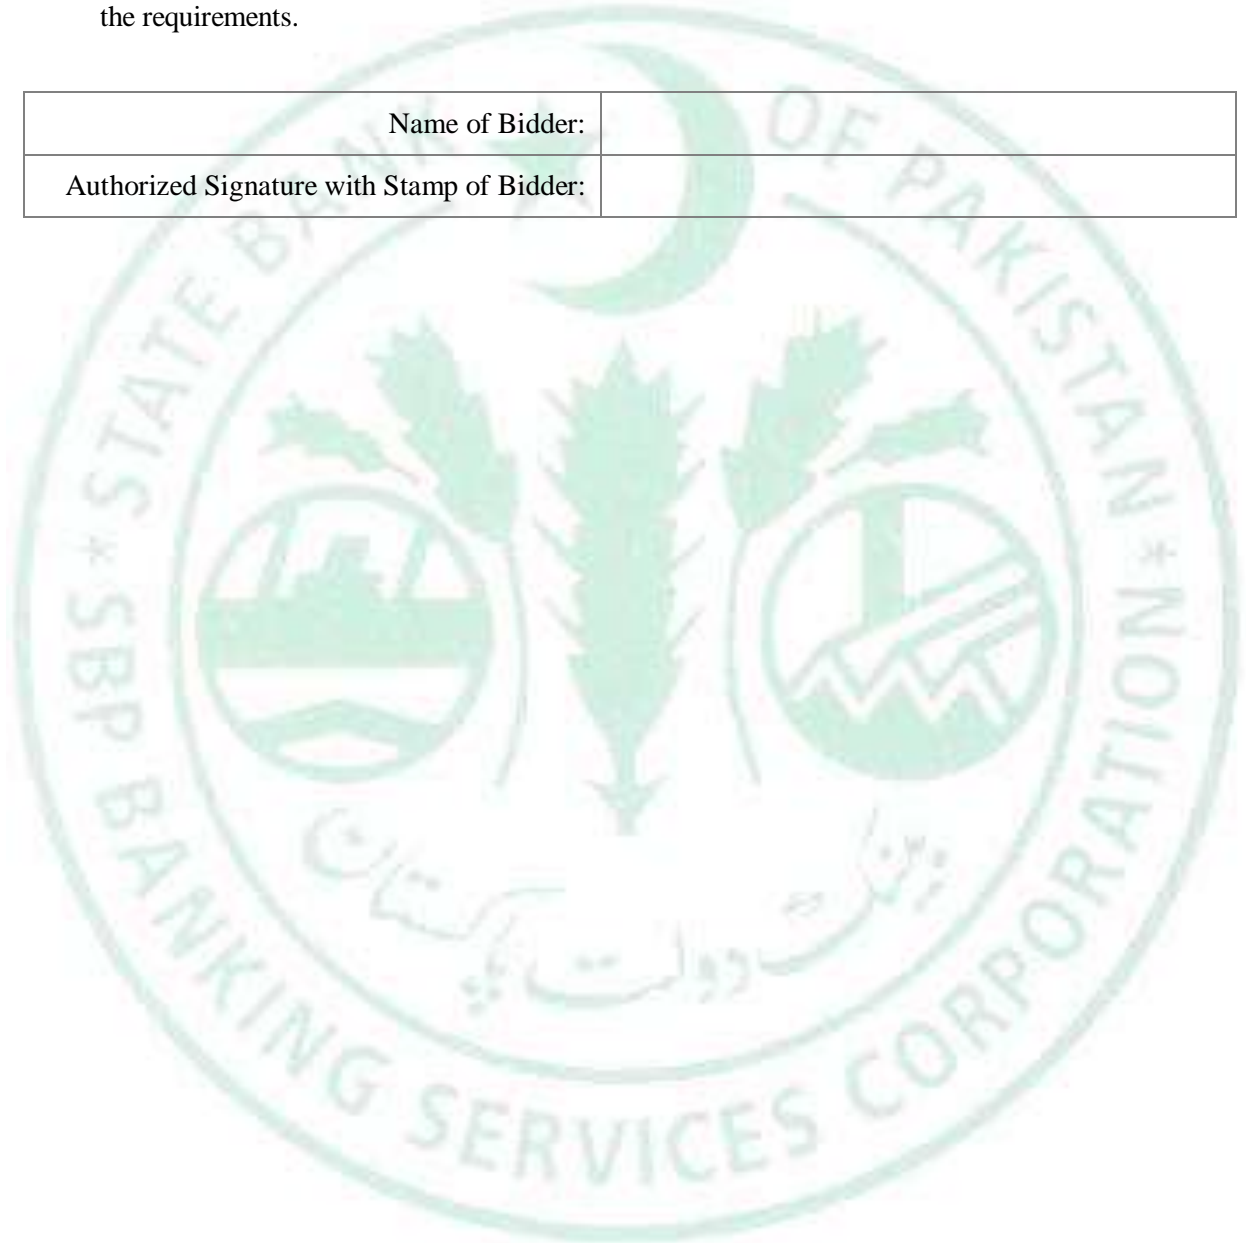 the requirements.
Name of Bidder:
Authorized Signature with Stamp of Bidder:
STATE BANK OF PAKISTAN
* SBP BANKING SERVICES CORPORATION *
بینک دولت پاکستان